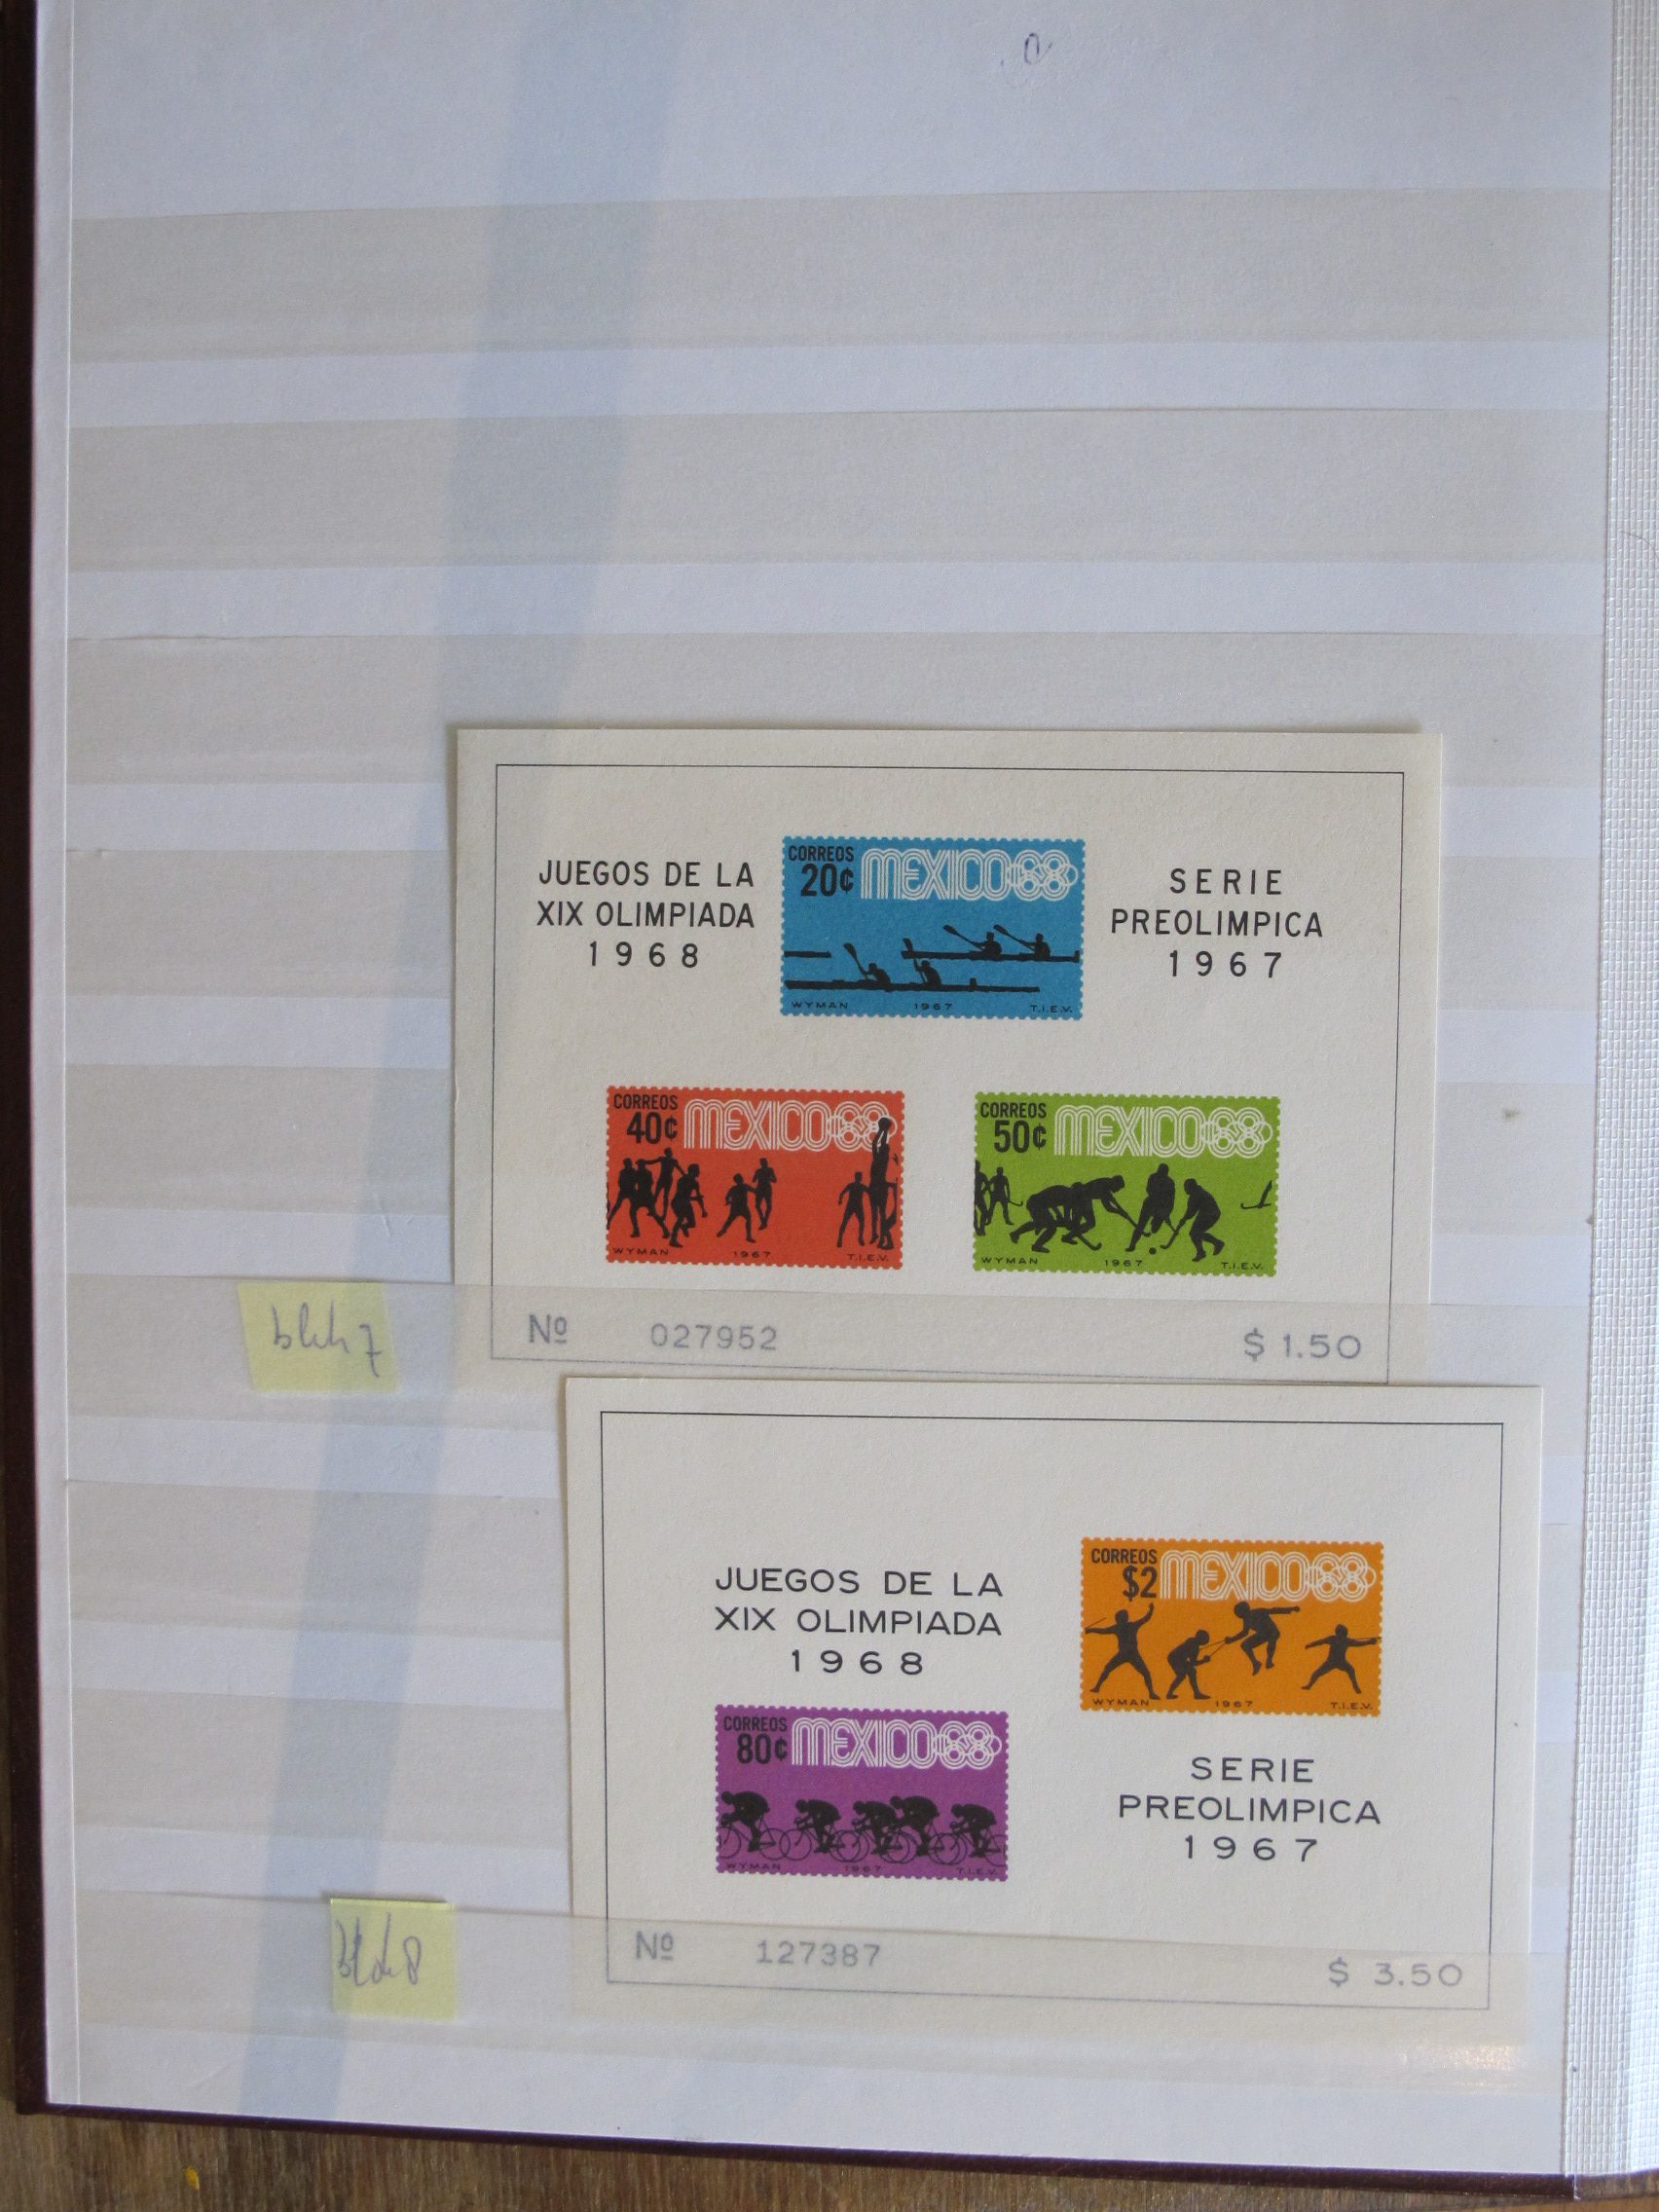 JUEGOS DE LA
XIX OLIMPIADA
1968
CORREOS
20¢ MEXICO68
WYMAN 1967 T.I.E.V.
SERIE
PREOLIMPICA
1967
CORREOS
40¢ MEXICO68
WYMAN 1967 T.I.E.V.
CORREOS
50¢ MEXICO68
WYMAN 1967 T.I.E.V.
Nº 027952 $ 1.50
7
JUEGOS DE LA
XIX OLIMPIADA
1968
CORREOS
$2 MEXICO68
WYMAN 1967 T.I.E.V.
CORREOS
80¢ MEXICO68
WYMAN 1967 T.I.E.V.
SERIE
PREOLIMPICA
1967
Nº 127387 $ 3.50
8